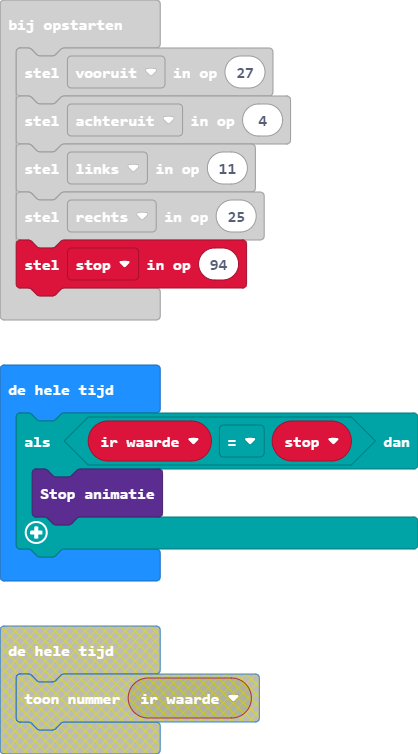 bij opstarten
stel vooruit in op 27
stel achteruit in op 4
stel links in op 11
stel rechts in op 25
stel stop in op 94
de hele tijd
als ir waarde = stop dan
Stop animatie
de hele tijd
toon nummer ir waarde